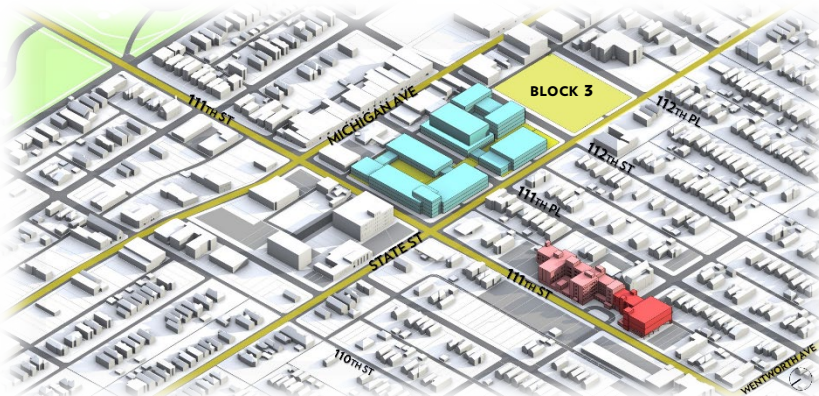 BLOCK 3
111TH ST
MICHIGAN AVE
112TH PL
112TH ST
111TH PL
STATE ST
111TH ST
110TH ST
WENTWORTH AVE